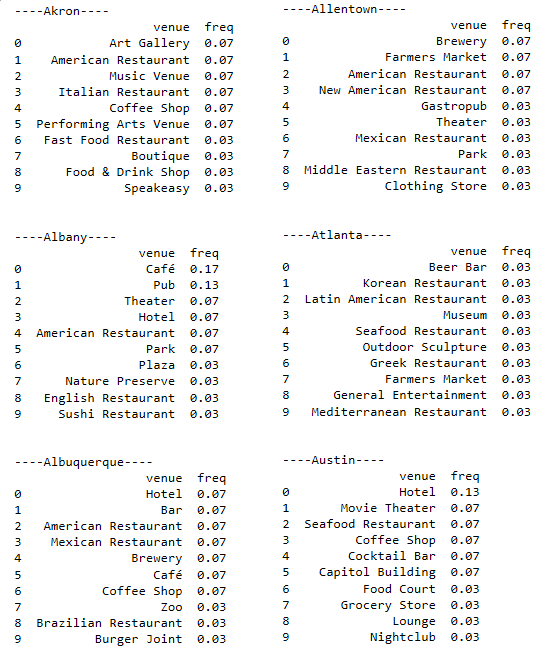 ----Akron----
venue freq
0 Art Gallery 0.07
1 American Restaurant 0.07
2 Music Venue 0.07
3 Italian Restaurant 0.07
4 Coffee Shop 0.07
5 Performing Arts Venue 0.07
6 Fast Food Restaurant 0.03
7 Boutique 0.03
8 Food & Drink Shop 0.03
9 Speakeasy 0.03
----Albany----
venue freq
0 Café 0.17
1 Pub 0.13
2 Theater 0.07
3 Hotel 0.07
4 American Restaurant 0.07
5 Park 0.07
6 Plaza 0.03
7 Nature Preserve 0.03
8 English Restaurant 0.03
9 Sushi Restaurant 0.03
----Albuquerque----
venue freq
0 Hotel 0.07
1 Bar 0.07
2 American Restaurant 0.07
3 Mexican Restaurant 0.07
4 Brewery 0.07
5 Café 0.07
6 Coffee Shop 0.07
7 Zoo 0.03
8 Brazilian Restaurant 0.03
9 Burger Joint 0.03
----Allentown----
venue freq
0 Brewery 0.07
1 Farmers Market 0.07
2 American Restaurant 0.07
3 New American Restaurant 0.07
4 Gastropub 0.03
5 Theater 0.03
6 Mexican Restaurant 0.03
7 Park 0.03
8 Middle Eastern Restaurant 0.03
9 Clothing Store 0.03
----Atlanta----
venue freq
0 Beer Bar 0.03
1 Korean Restaurant 0.03
2 Latin American Restaurant 0.03
3 Museum 0.03
4 Seafood Restaurant 0.03
5 Outdoor Sculpture 0.03
6 Greek Restaurant 0.03
7 Farmers Market 0.03
8 General Entertainment 0.03
9 Mediterranean Restaurant 0.03
----Austin----
venue freq
0 Hotel 0.13
1 Movie Theater 0.07
2 Seafood Restaurant 0.07
3 Coffee Shop 0.07
4 Cocktail Bar 0.07
5 Capitol Building 0.07
6 Food Court 0.03
7 Grocery Store 0.03
8 Lounge 0.03
9 Nightclub 0.03